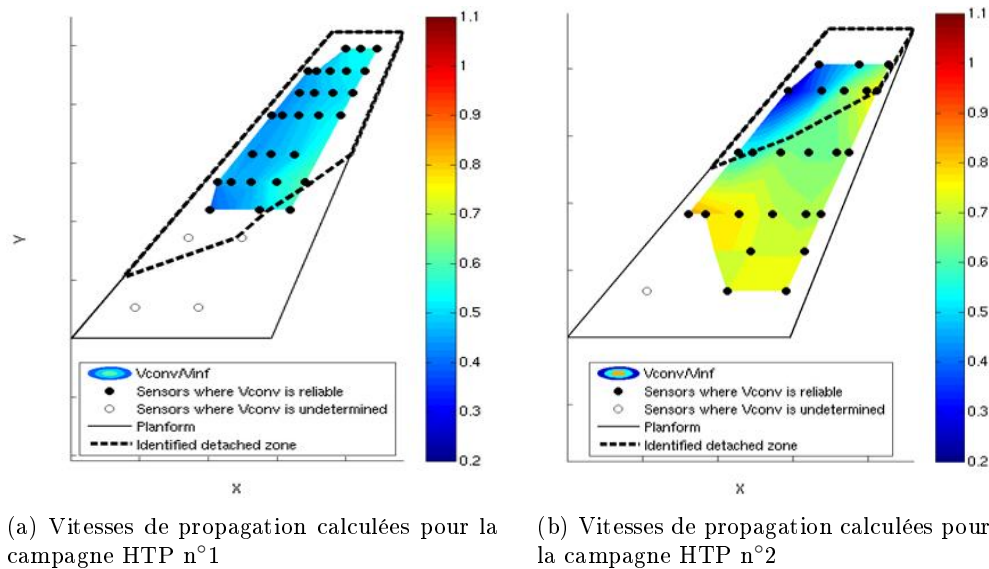 1.1
1
0.9
0.8
0.7
0.6
0.5
0.4
0.3
0.2
Y
X
Vconv/Vinf
Sensors where Vconv is reliable
Sensors where Vconv is undetermined
Planform
Identified detached zone
1.1
1
0.9
0.8
0.7
0.6
0.5
0.4
0.3
0.2
X
Vconv/Vinf
Sensors where Vconv is reliable
Sensors where Vconv is undetermined
Planform
Identified detached zone
(a) Vitesses de propagation calculées pour la
campagne HTP n°1
(b) Vitesses de propagation calculées pour
la campagne HTP n°2